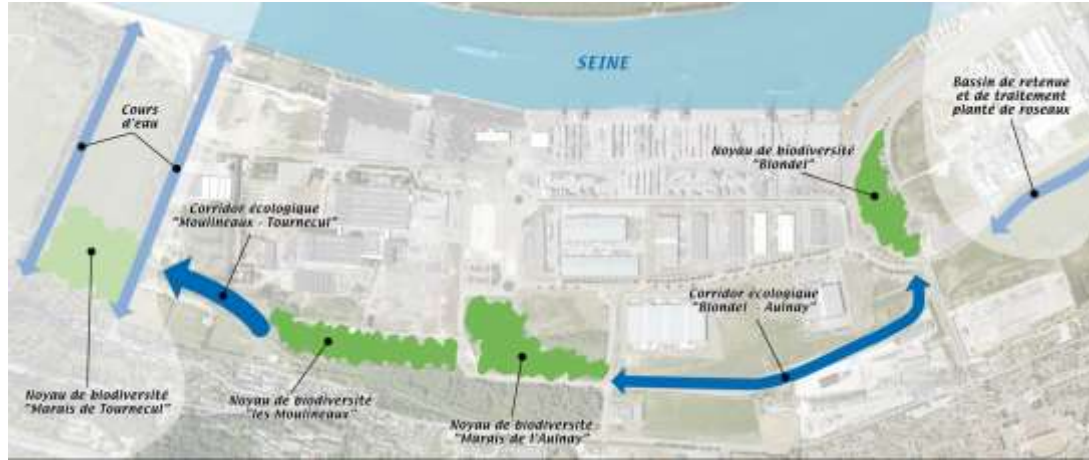 SEINE
Cours
d'eau
Bassin de retenue
et de traitement
planté de roseaux
Noyau de biodiversité
"Blondel"
Corridor écologique
"Moulineaux - Tournecul"
Corridor écologique
"Blondel - Aulnay"
Noyau de biodiversité
"Marais de Tournecul"
Noyau de biodiversité
"les Moulineaux"
Noyau de biodiversité
"Marais de l'Aulnay"